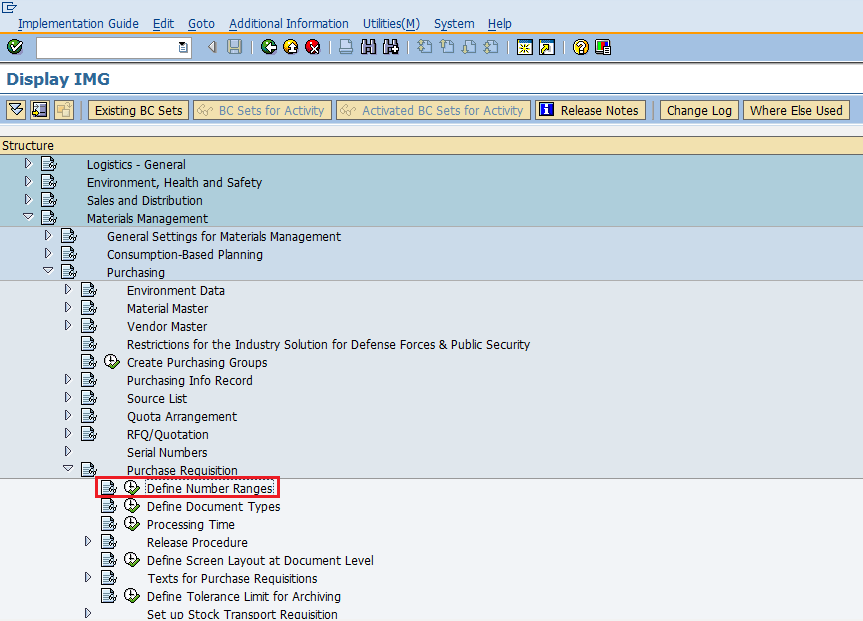 Implementation Guide Edit Goto Additional Information Utilities(M) System Help
Display IMG
Existing BC Sets BC Sets for Activity Activated BC Sets for Activity Release Notes Change Log Where Else Used
Structure
Logistics - General
Environment, Health and Safety
Sales and Distribution
Materials Management
General Settings for Materials Management
Consumption-Based Planning
Purchasing
Environment Data
Material Master
Vendor Master
Restrictions for the Industry Solution for Defense Forces & Public Security
Create Purchasing Groups
Purchasing Info Record
Source List
Quota Arrangement
RFQ/Quotation
Serial Numbers
Purchase Requisition
Define Number Ranges
Define Document Types
Processing Time
Release Procedure
Define Screen Layout at Document Level
Texts for Purchase Requisitions
Define Tolerance Limit for Archiving
Set up Stock Transport Requisition